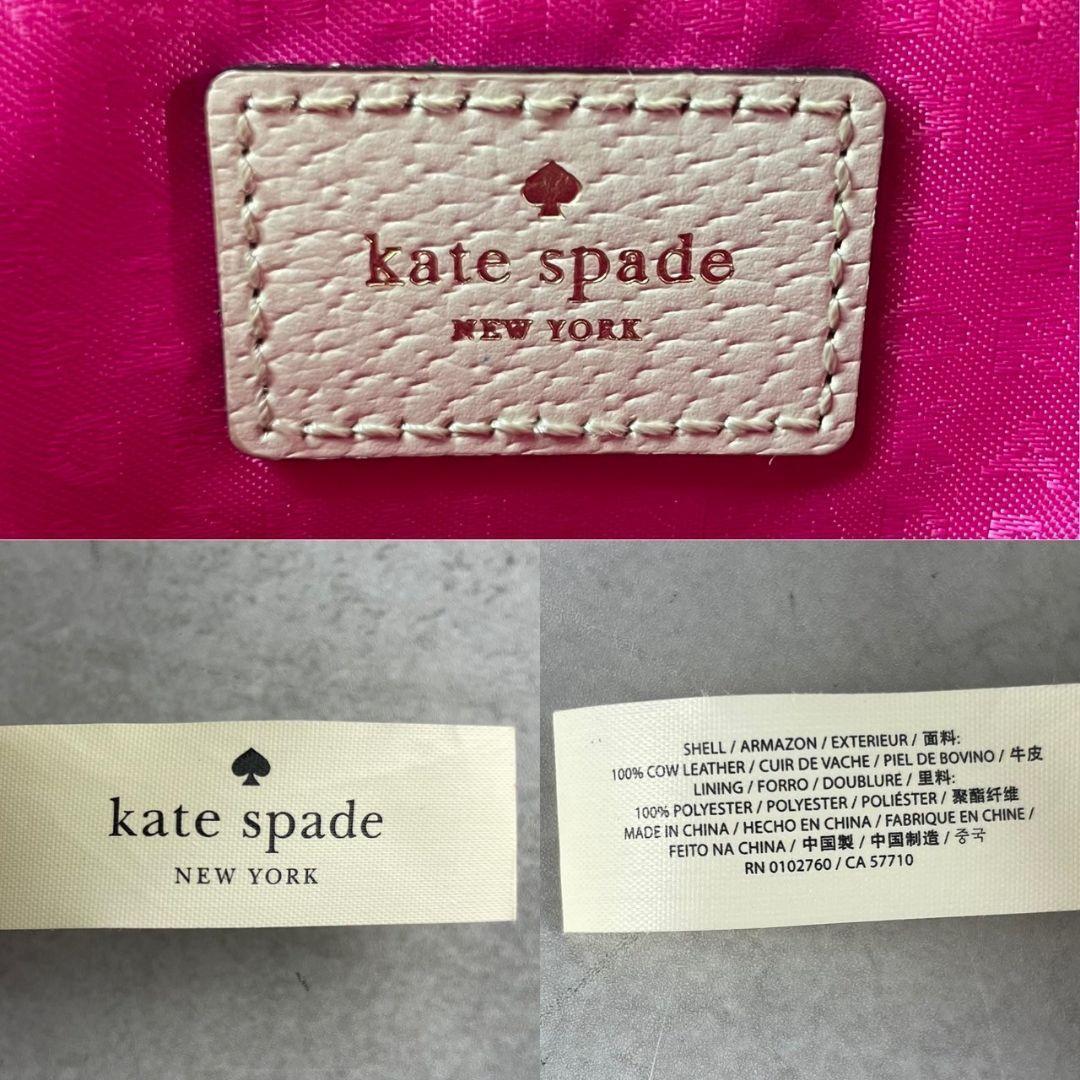 kate spade
NEW YORK
kate spade
NEW YORK
SHELL / ARMAZON / EXTERIEUR / 面料:
100% COW LEATHER / CUIR DE VACHE / PIEL DE BOVINO / 牛皮
LINING / FORRO / DOUBLURE / 里料:
100% POLYESTER / POLYESTER / POLIÉSTER / 聚酯纤维
MADE IN CHINA / HECHO EN CHINA / FABRIQUE EN CHINE /
FEITO NA CHINA / 中国製 / 中国制造 / 중국
RN 0102760 / CA 57710